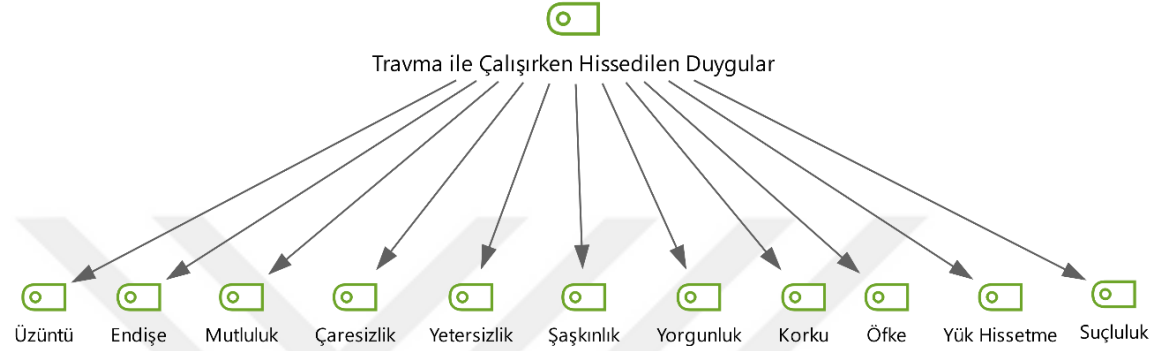 Travma ile Çalışırken Hissedilen Duygular
Üzüntü Endişe Mutluluk Çaresizlik Yetersizlik Şaşkınlık Yorgunluk Korku Öfke Yük Hissetme Suçluluk